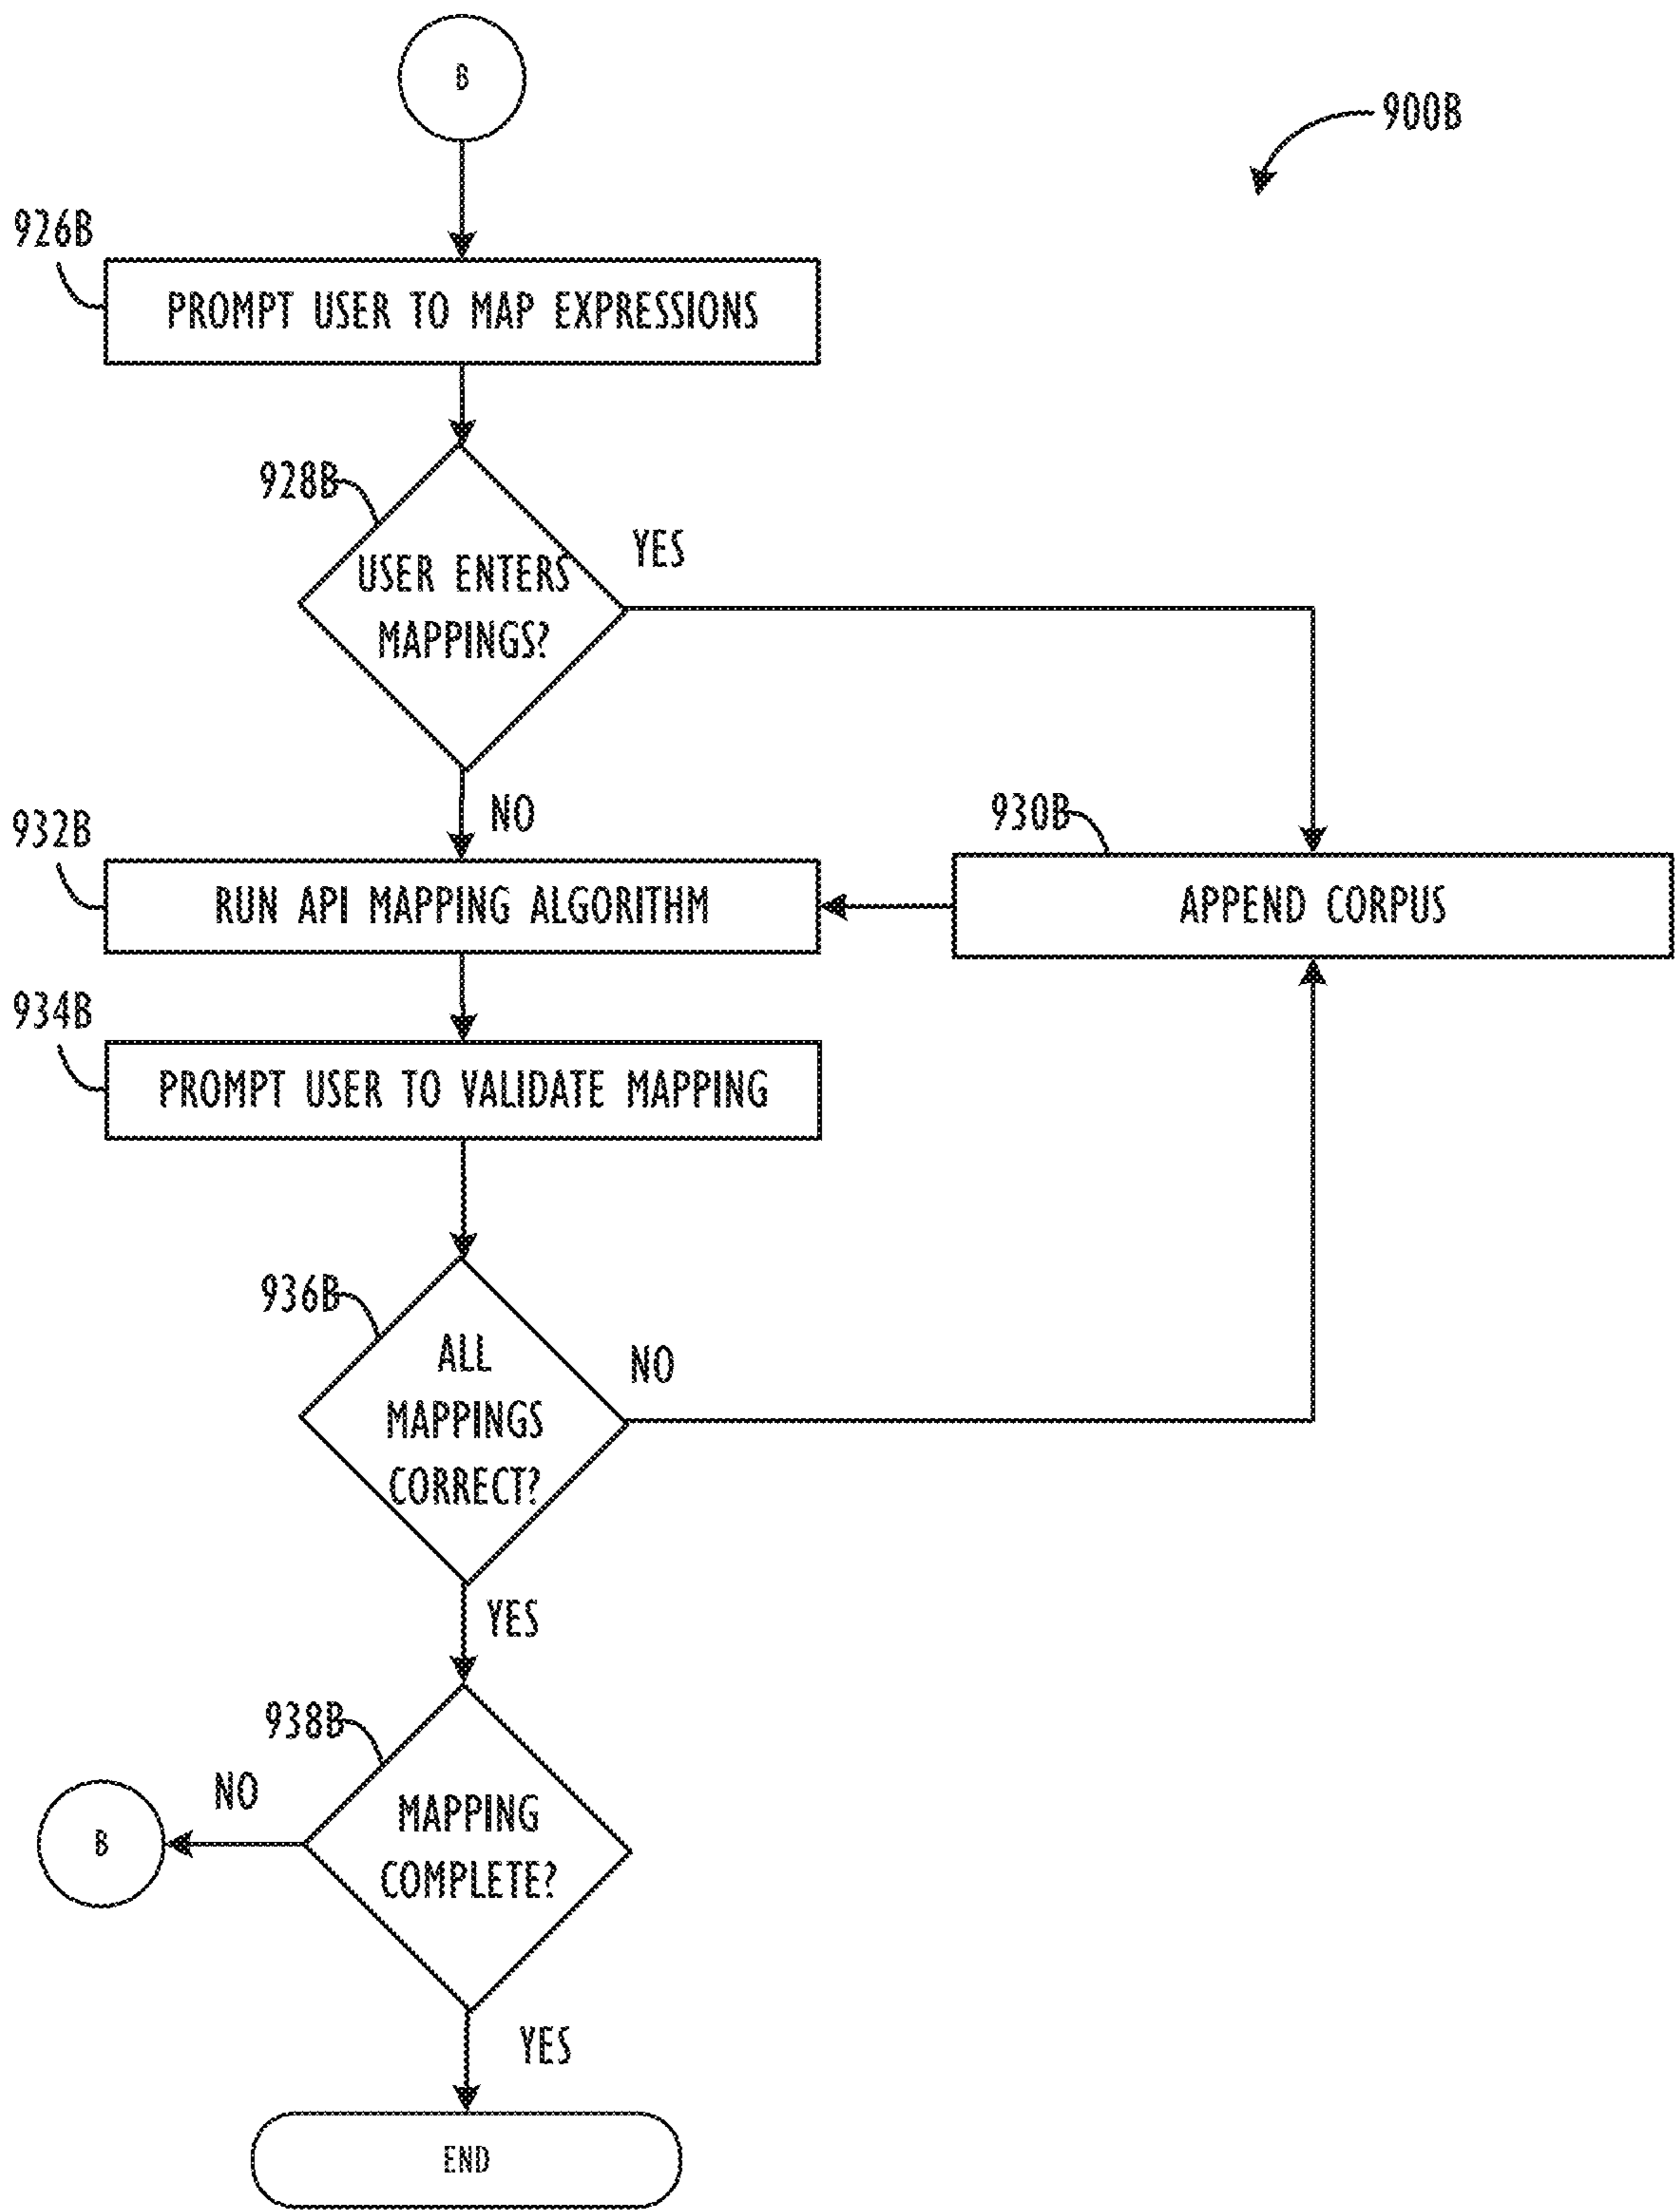 B
900B
926B
PROMPT USER TO MAP EXPRESSIONS
928B
USER ENTERS
MAPPINGS?
YES
NO
932B
RUN API MAPPING ALGORITHM
930B
APPEND CORPUS
934B
PROMPT USER TO VALIDATE MAPPING
936B
ALL
MAPPINGS
CORRECT?
NO
YES
938B
NO
B
MAPPING
COMPLETE?
YES
END